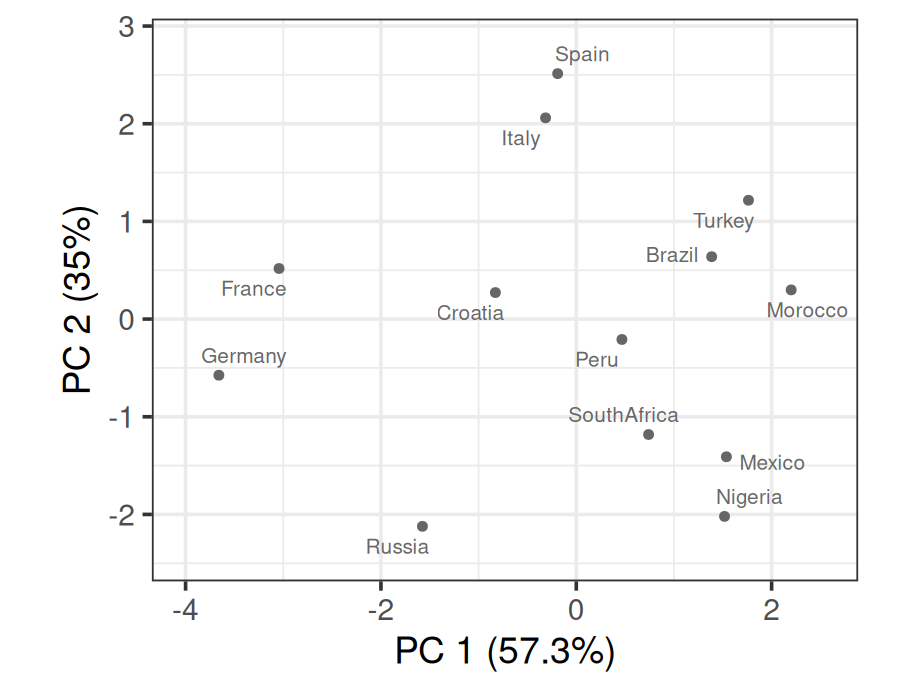 3
Spain
2
Italy
Turkey
1
Brazil
France
Morocco
Croatia
0
Germany
Peru
SouthAfrica
-1
Mexico
Nigeria
-2
Russia
-4
-2
0
2
PC 1 (57.3%)
PC 2 (35%)